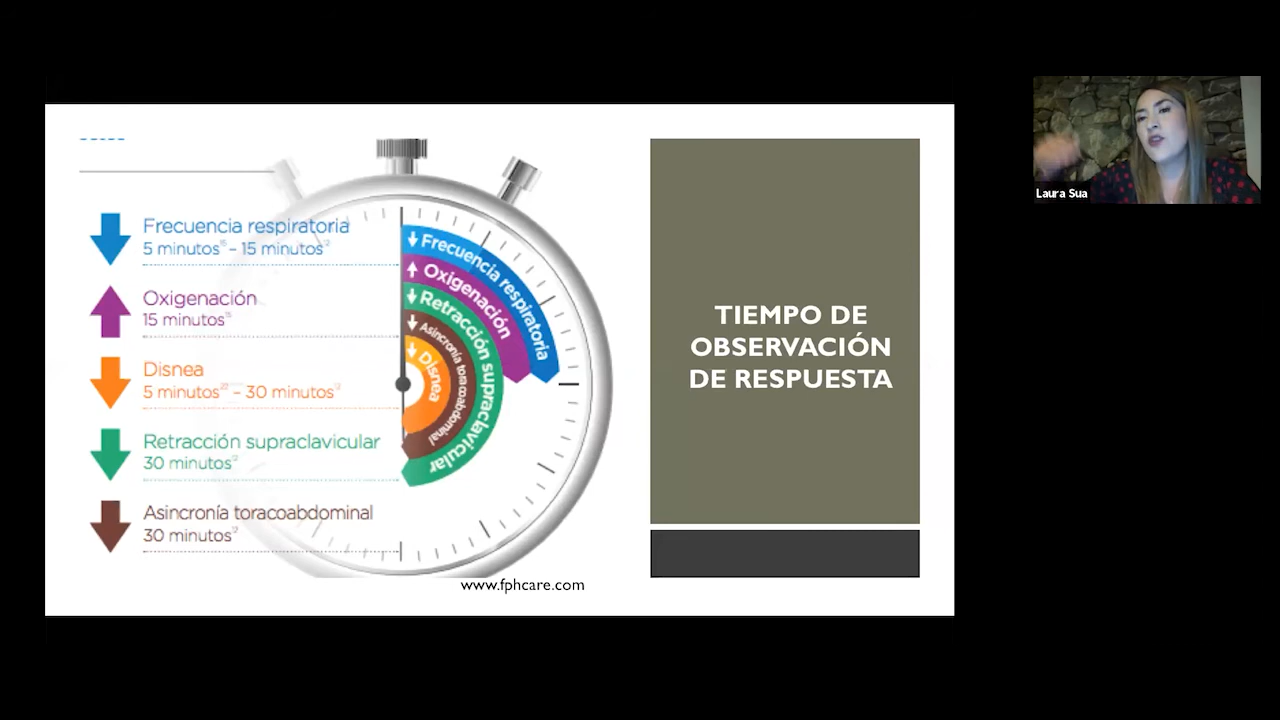 Frecuencia respiratoria
5 minutos – 15 minutos
Oxigenación
15 minutos
Disnea
5 minutos – 30 minutos
Retracción supraclavicular
30 minutos
Asincronía toracoabdominal
30 minutos
Frecuencia respiratoria
Oxigenación
Retracción supraclavicular
Asincronía toracoabdominal
Disnea
www.fphcare.com
TIEMPO DE
OBSERVACIÓN
DE RESPUESTA
Laura Sua